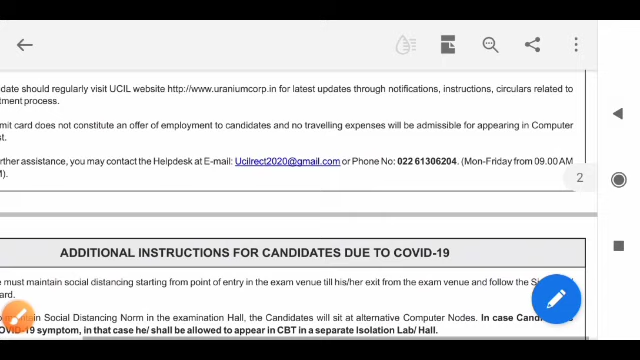 date should regularly visit UCIL website http://www.uraniumcorp.in for latest updates through notifications, instructions, circulars related to
tment process.
mit card does not constitute an offer of employment to candidates and no travelling expenses will be admissible for appearing in Computer
st.
rther assistance, you may contact the Helpdesk at E-mail: Ucilrect2020@gmail.com or Phone No: 022 61306204. (Mon-Friday from 09.00 AM
M).
2
ADDITIONAL INSTRUCTIONS FOR CANDIDATES DUE TO COVID-19
e must maintain social distancing starting from point of entry in the exam venue till his/her exit from the exam venue and follow the
ard.
Social Distancing Norm in the examination Hall, the Candidates will sit at alternative Computer Nodes. In case
OVID-19 symptom, in that case he/ shall be allowed to appear in CBT in a separate Isolation Lab/ Hall.